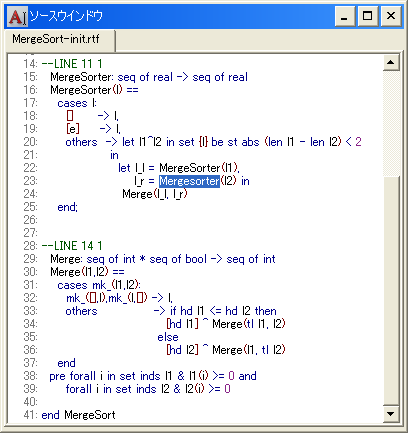 ソースウインドウ
MergeSort-init.rtf
14: --LINE 11 1
15: MergeSorter: seq of real -> seq of real
16: MergeSorter(l) ==
17: cases l:
18: [] -> l,
19: [e] -> l,
20: others -> let l1^l2 in set {l} be st abs (len l1 - len l2) < 2
21: in
22: let l_l = MergeSorter(l1),
23: l_r = Mergesorter(l2) in
24: Merge(l_l, l_r)
25: end;
26:
27:
28: --LINE 14 1
29: Merge: seq of int * seq of bool -> seq of int
30: Merge(l1,l2) ==
31: cases mk_(l1,l2):
32: mk_([],l),mk_(l,[]) -> l,
33: others -> if hd l1 <= hd l2 then
34: [hd l1] ^ Merge(tl l1, l2)
35: else
36: [hd l2] ^ Merge(l1, tl l2)
37: end
38: pre forall i in set inds l1 & l1(i) >= 0 and
39: forall i in set inds l2 & l2(i) >= 0
40:
41: end MergeSort